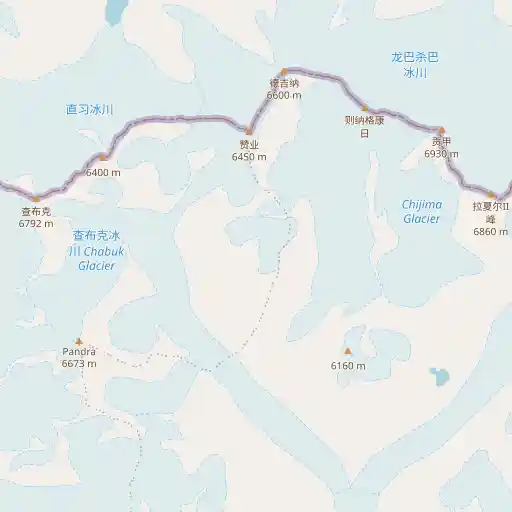 龙巴杀巴
冰川
德吉纳
6600 m
直习冰川
则纳格康
日
赞业
6450 m
贡甲
6930 m
6400 m
查布克
6792 m
Chijima
Glacier
拉夏尔II
峰
6860 m
查布克冰
川 Chabuk
Glacier
Pandra
6673 m
6160 m